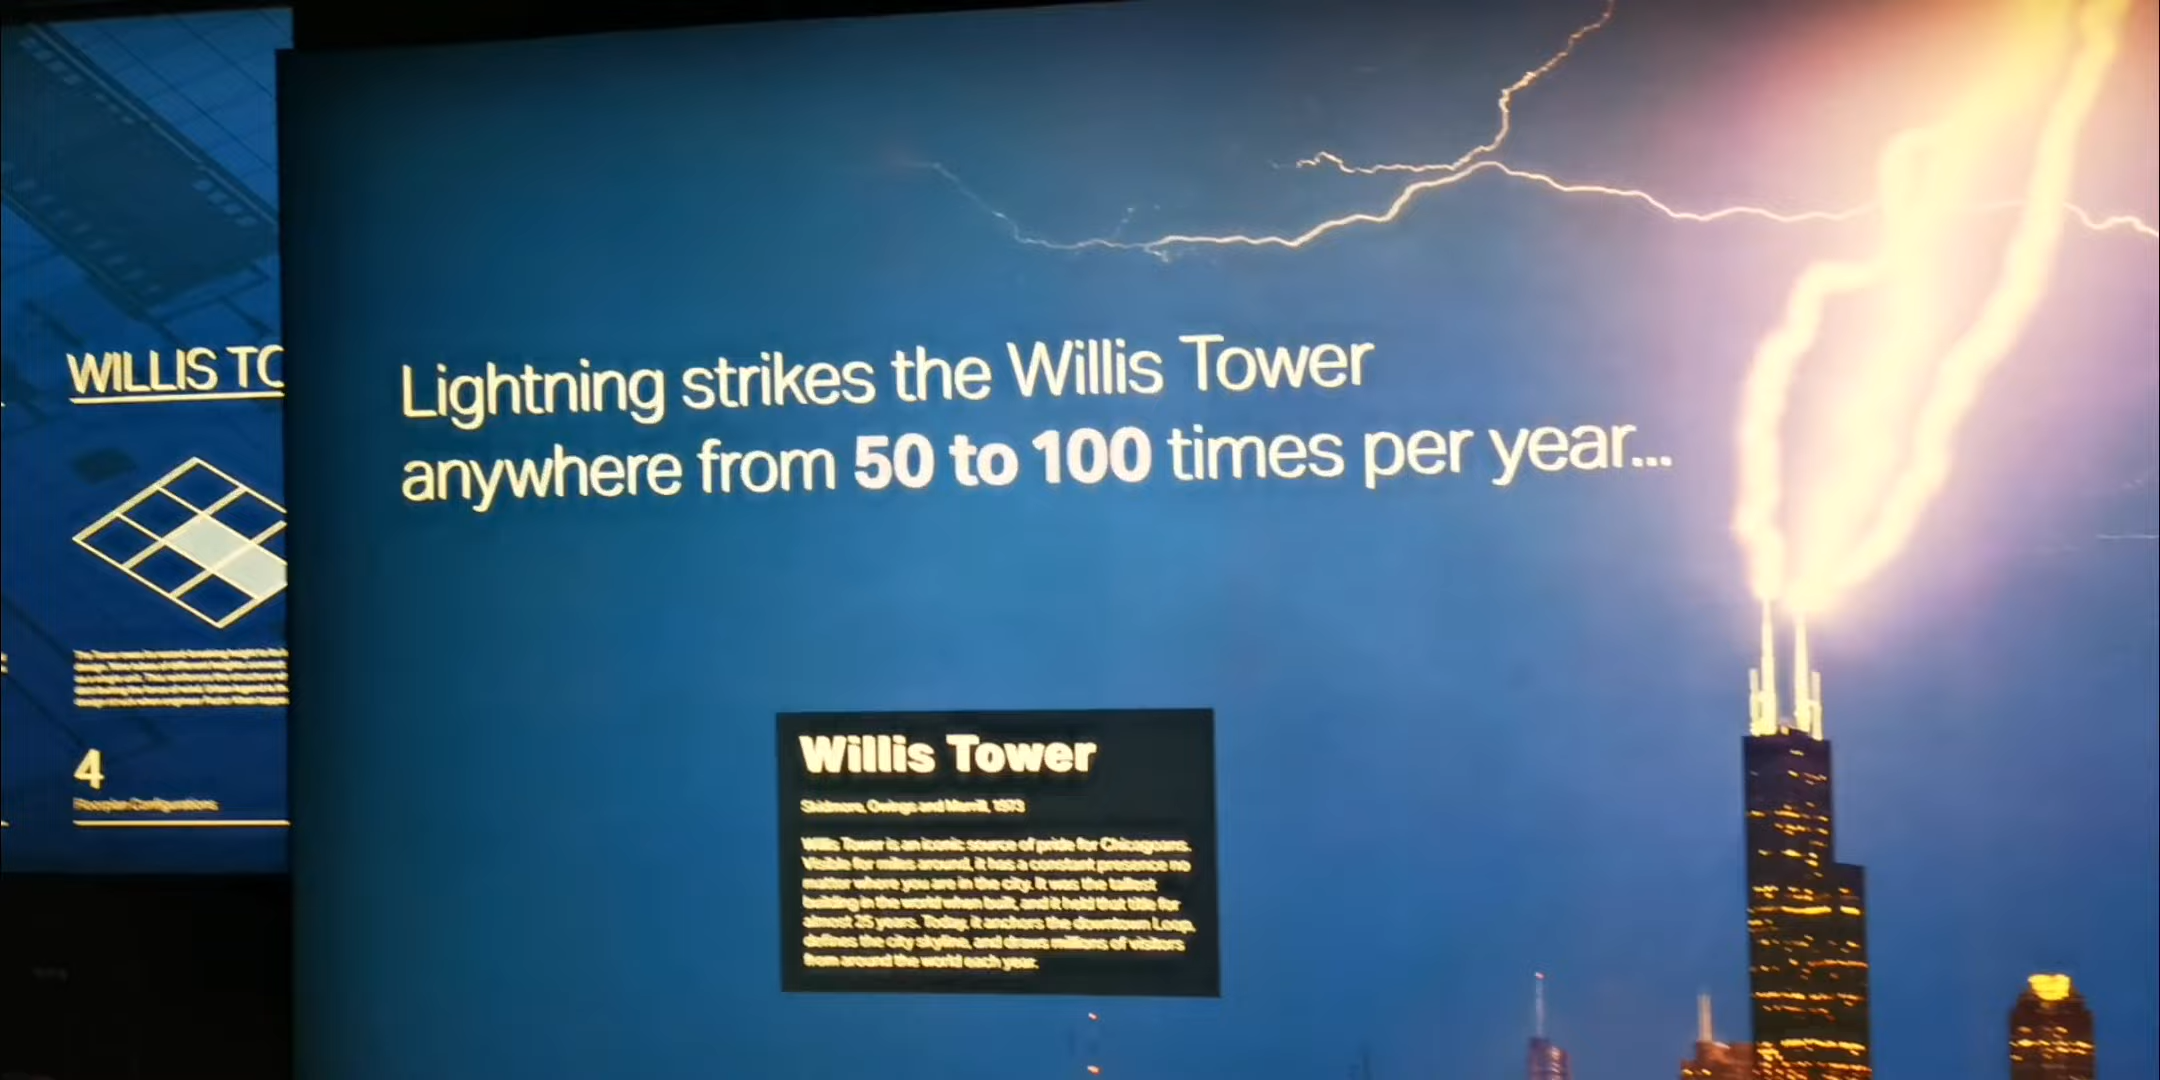 WILLIS TO
4
Floorplan Configurations
Lightning strikes the Willis Tower
anywhere from 50 to 100 times per year...
Willis Tower
Skidmore, Owings and Merrill, 1973
Willis Tower is an iconic source of pride for Chicagoans.
Visible for miles around, it has a constant presence no
matter where you are in the city. It was the tallest
building in the world when built, and it held that title for
almost 25 years. Today, it anchors the downtown Loop,
defines the city skyline, and draws millions of visitors
from around the world each year.